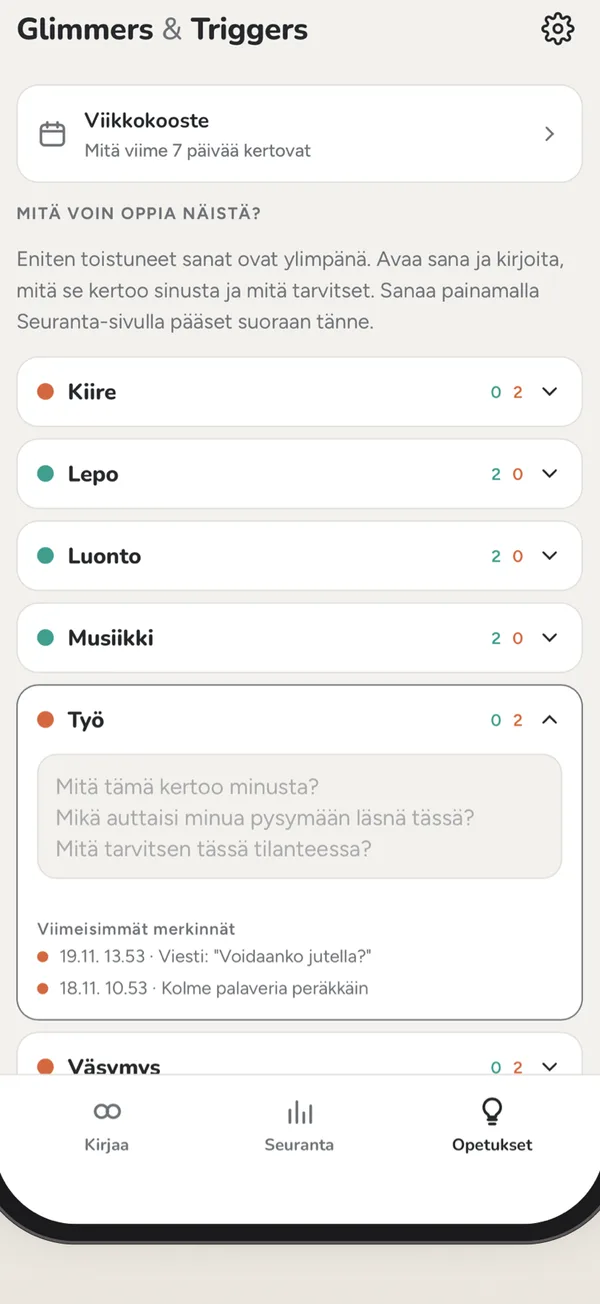 Glimmers & Triggers
Viikkokooste
Mitä viime 7 päivää kertovat
MITÄ VOIN OPPIA NÄISTÄ?
Eniten toistuneet sanat ovat ylimpänä. Avaa sana ja kirjoita,
mitä se kertoo sinusta ja mitä tarvitset. Sanaa painamalla
Seuranta-sivulla pääset suoraan tänne.
Kiire 0 2
Lepo 2 0
Luonto 2 0
Musiikki 2 0
Työ 0 2
Mitä tämä kertoo minusta?
Mikä auttaisi minua pysymään läsnä tässä?
Mitä tarvitsen tässä tilanteessa?
Viimeisimmät merkinnät
19.11. 13.53 · Viesti: "Voidaanko jutella?"
18.11. 10.53 · Kolme palaveria peräkkäin
Väsymys 0 2
Kirjaa Seuranta Opetukset